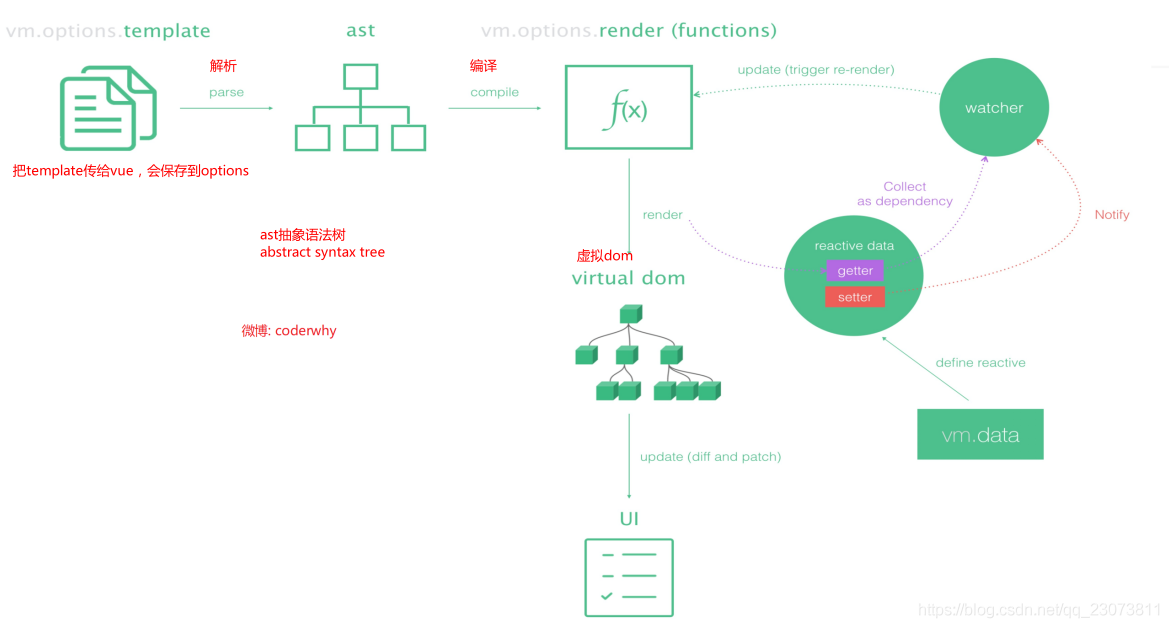 vm.options.template
ast
vm.options.render (functions)
解析
parse
编译
compile
f(x)
update (trigger re-render)
watcher
把template传给vue，会保存到options
Collect
as dependency
render
Notify
ast抽象语法树
abstract syntax tree
reactive data
getter
setter
虚拟dom
virtual dom
微博: coderwhy
define reactive
vm.data
update (diff and patch)
UI
https://blog.csdn.net/qq_23073811